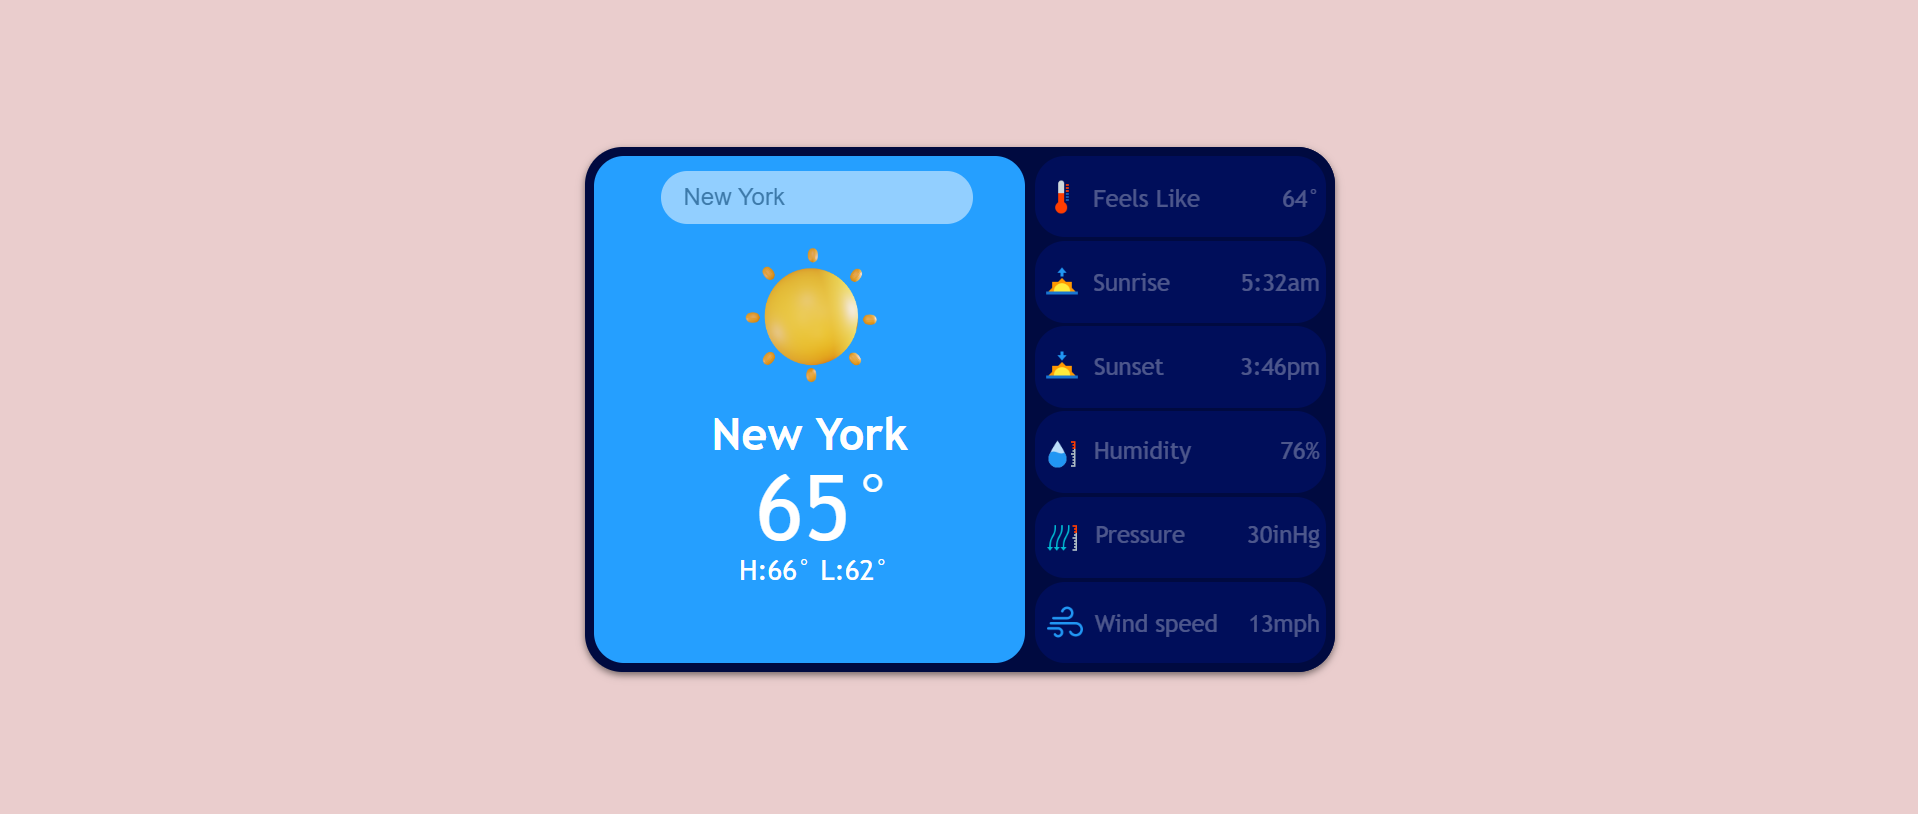 New York
New York
65°
H:66° L:62°
Feels Like 64°
Sunrise 5:32am
Sunset 3:46pm
Humidity 76%
Pressure 30inHg
Wind speed 13mph